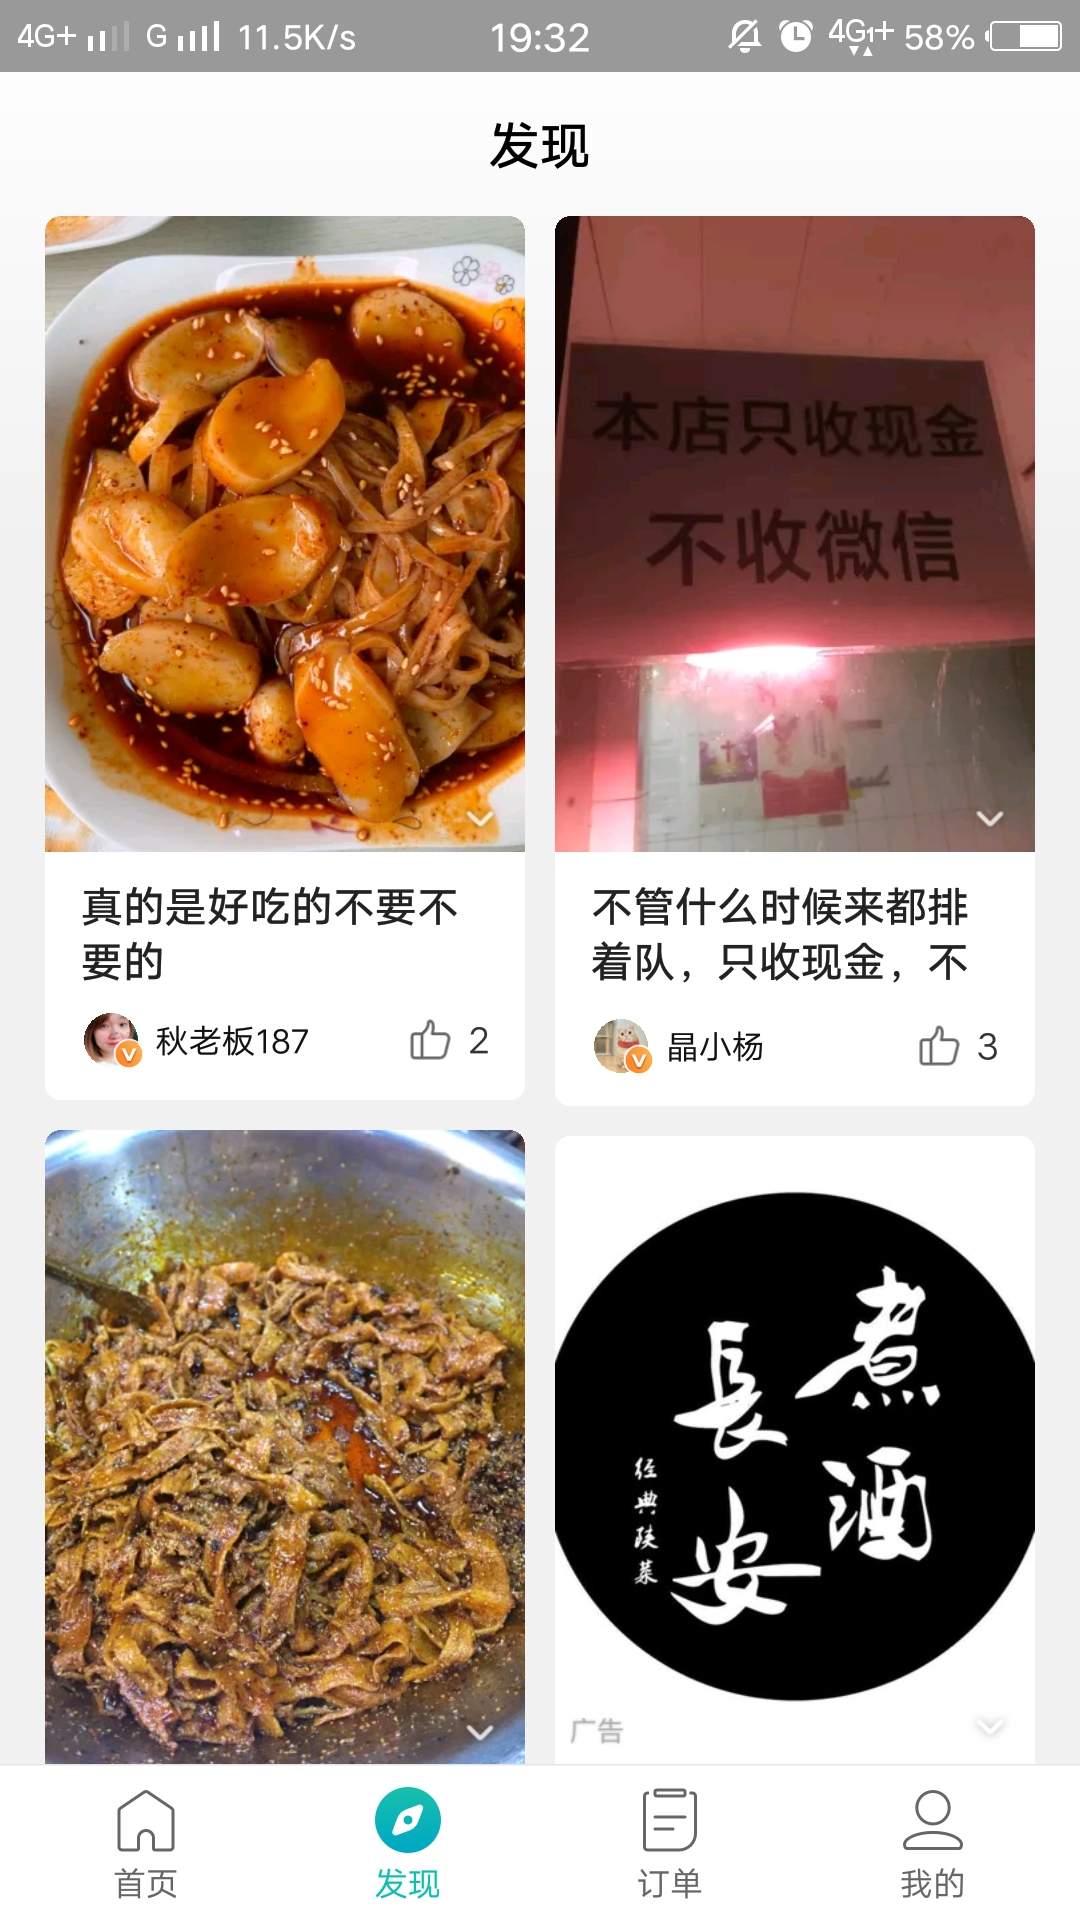 4G+ G 11.5K/s 19:32 4G+ 58%
发现
本店只收现金
不收微信
真的是好吃的不要不
要的
秋老板187 2
不管什么时候来都排
着队，只收现金，不
晶小杨 3
煮酒
長安
经典陕菜
广告
首页 发现 订单 我的